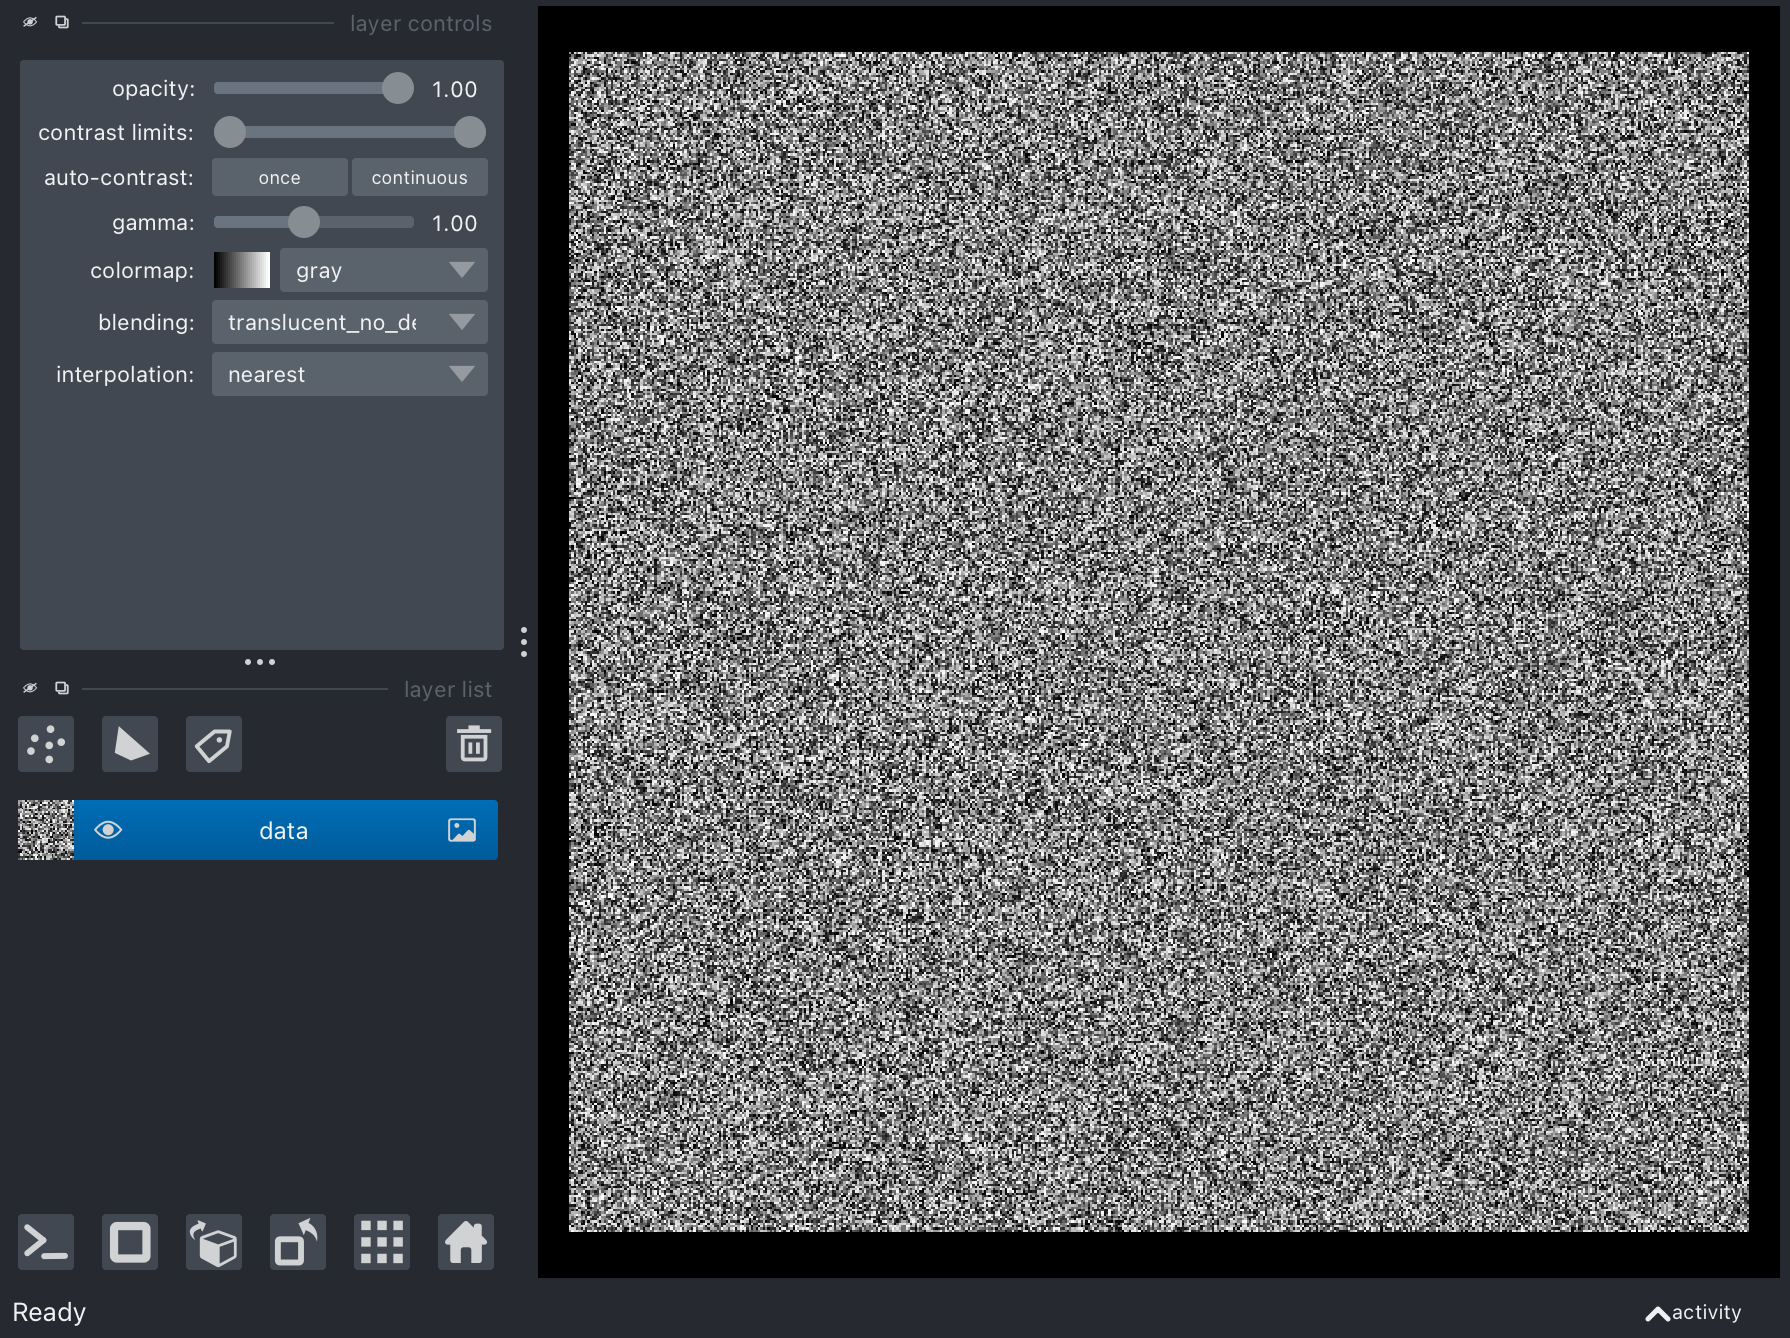 layer controls
opacity: 1.00
contrast limits:
auto-contrast: once continuous
gamma: 1.00
colormap: gray
blending: translucent_no_de
interpolation: nearest
layer list
data
Ready
activity